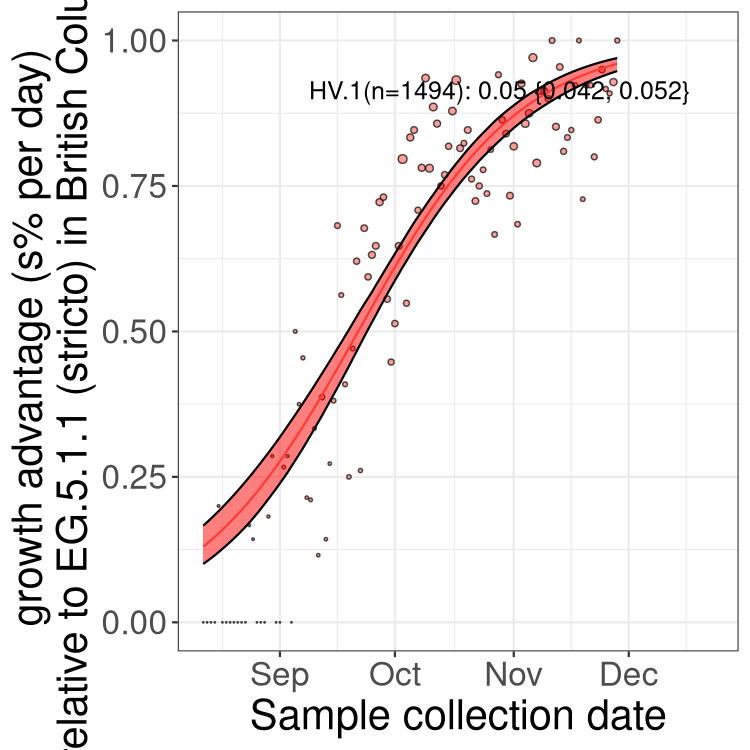 growth advantage (s% per day)
relative to EG.5.1.1 (stricto) in British
1.00
0.75
0.50
0.25
0.00
HV.1(n=1494): 0.05 {0.042, 0.052}
Sep Oct Nov Dec
Sample collection date